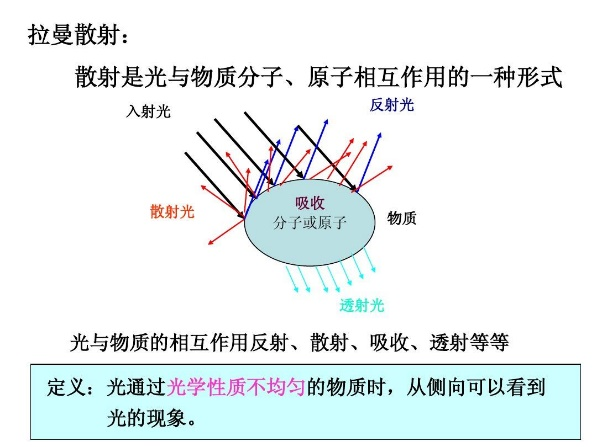 拉曼散射：
散射是光与物质分子、原子相互作用的一种形式
入射光
反射光
散射光
吸收
分子或原子
物质
透射光
光与物质的相互作用反射、散射、吸收、透射等等
定义：光通过光学性质不均匀的物质时，从侧向可以看到
光的现象。